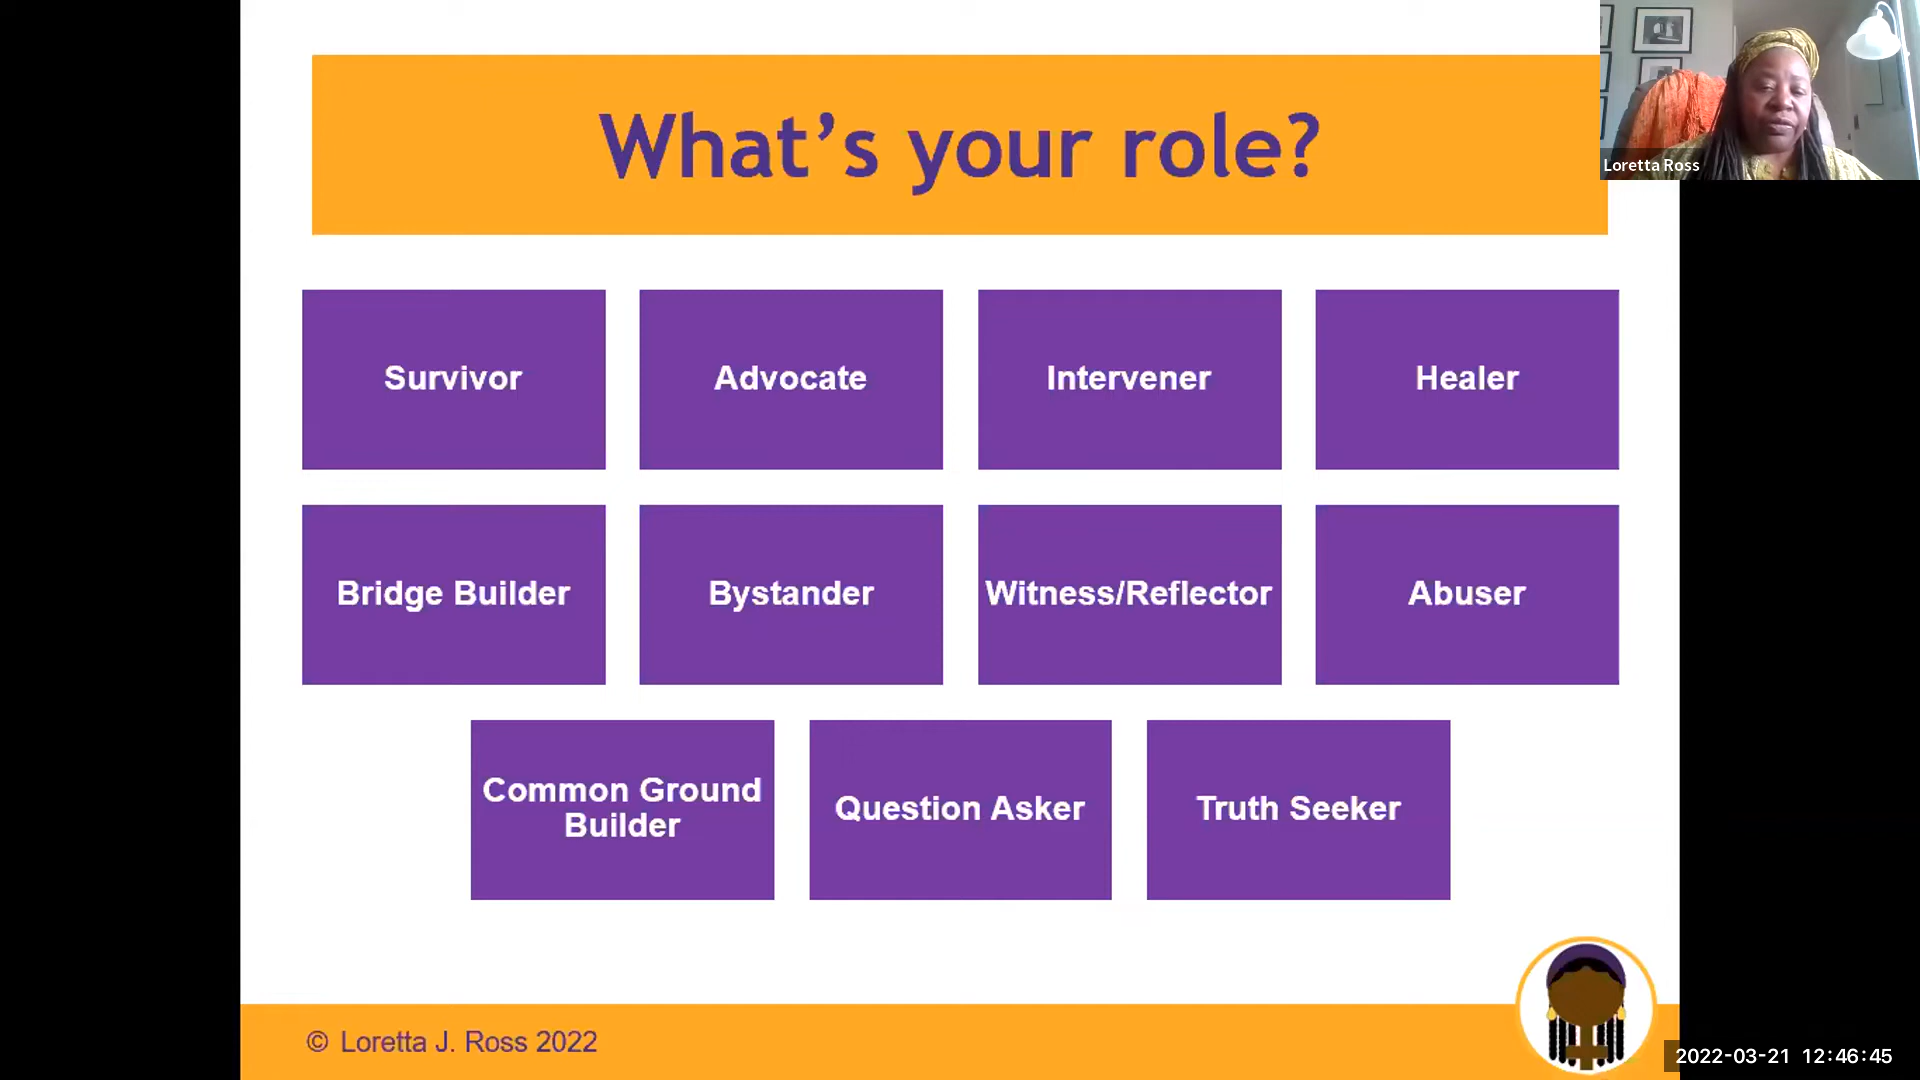 What's your role?
Loretta Ross
Survivor
Advocate
Intervener
Healer
Bridge Builder
Bystander
Witness/Reflector
Abuser
Common Ground
Builder
Question Asker
Truth Seeker
© Loretta J. Ross 2022
2022-03-21 12:46:45